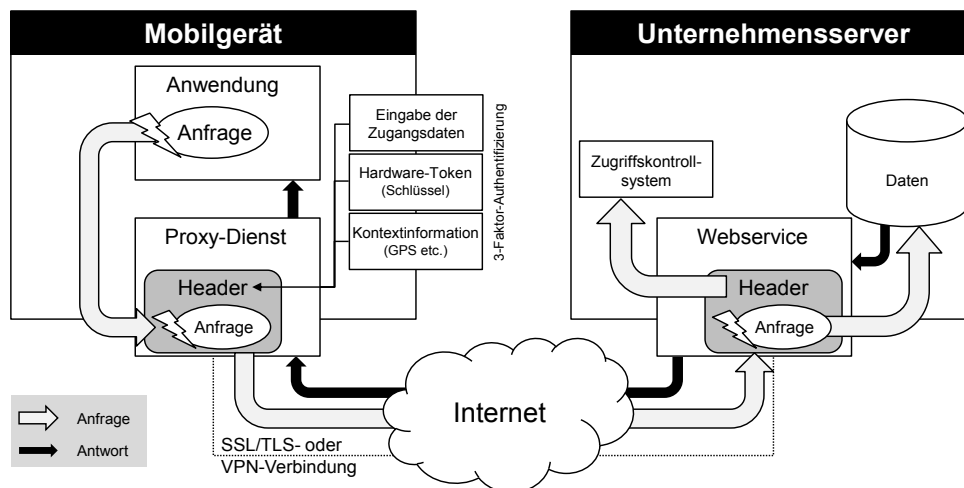 Mobilgerät
Unternehmensserver
Anwendung
Anfrage
Eingabe der
Zugangsdaten
Hardware-Token
(Schlüssel)
Kontextinformation
(GPS etc.)
3-Faktor-Authentifizierung
Proxy-Dienst
Header
Anfrage
Zugriffskontroll-
system
Daten
Webservice
Header
Anfrage
Internet
SSL/TLS- oder
VPN-Verbindung
Anfrage
Antwort